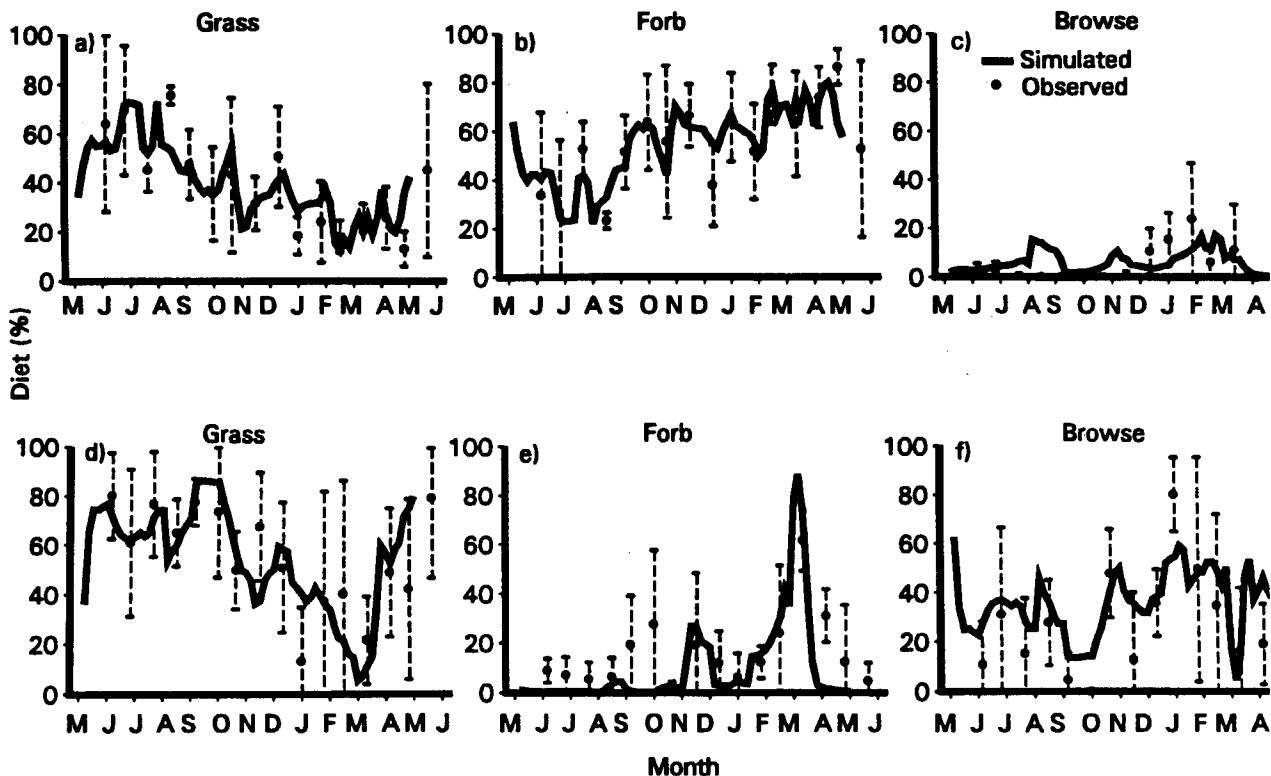 Grass
a)
100
80
60
40
20
0
M J J A S O N D J F M A M J
Forb
b)
100
80
60
40
20
0
M J J A S O N D J F M A M J
Browse
c)
Simulated
Observed
100
80
60
40
20
0
M J J A S O N D J F M A
Diet (%)
Grass
d)
100
80
60
40
20
0
M J J A S O N D J F M A M J
Forb
e)
100
80
60
40
20
0
M J J A S O N D J F M A M J
Browse
f)
100
80
60
40
20
0
M J J A S O N D J F M A
Month